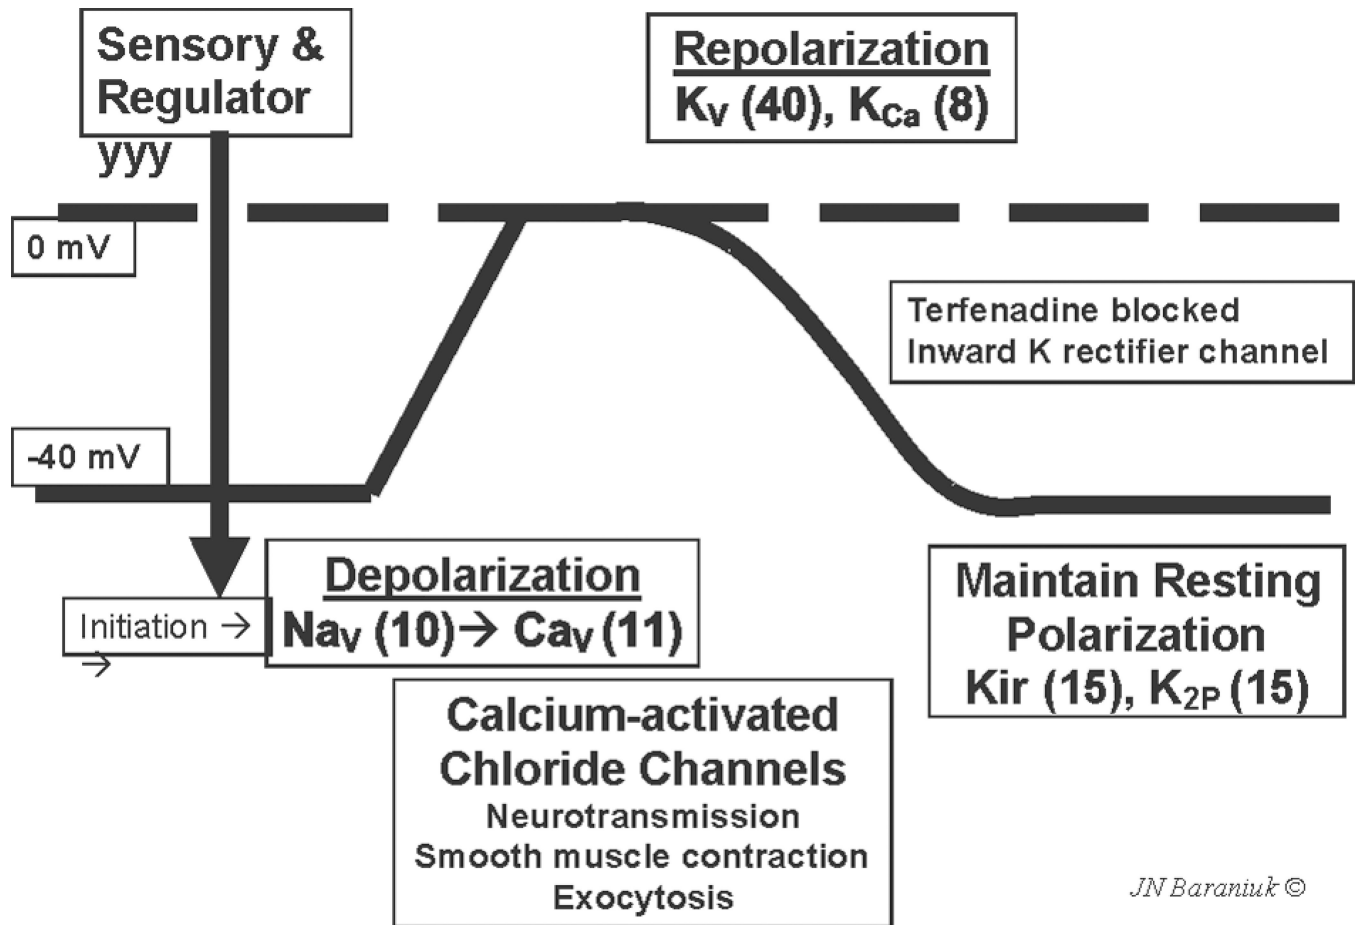 Sensory &
Regulator
yyy
Repolarization
KV (40), KCa (8)
0 mV
Terfenadine blocked
Inward K rectifier channel
-40 mV
Initiation →
→
Depolarization
NaV (10)→ CaV (11)
Maintain Resting
Polarization
Kir (15), K2P (15)
Calcium-activated
Chloride Channels
Neurotransmission
Smooth muscle contraction
Exocytosis
JN Baraniuk ©